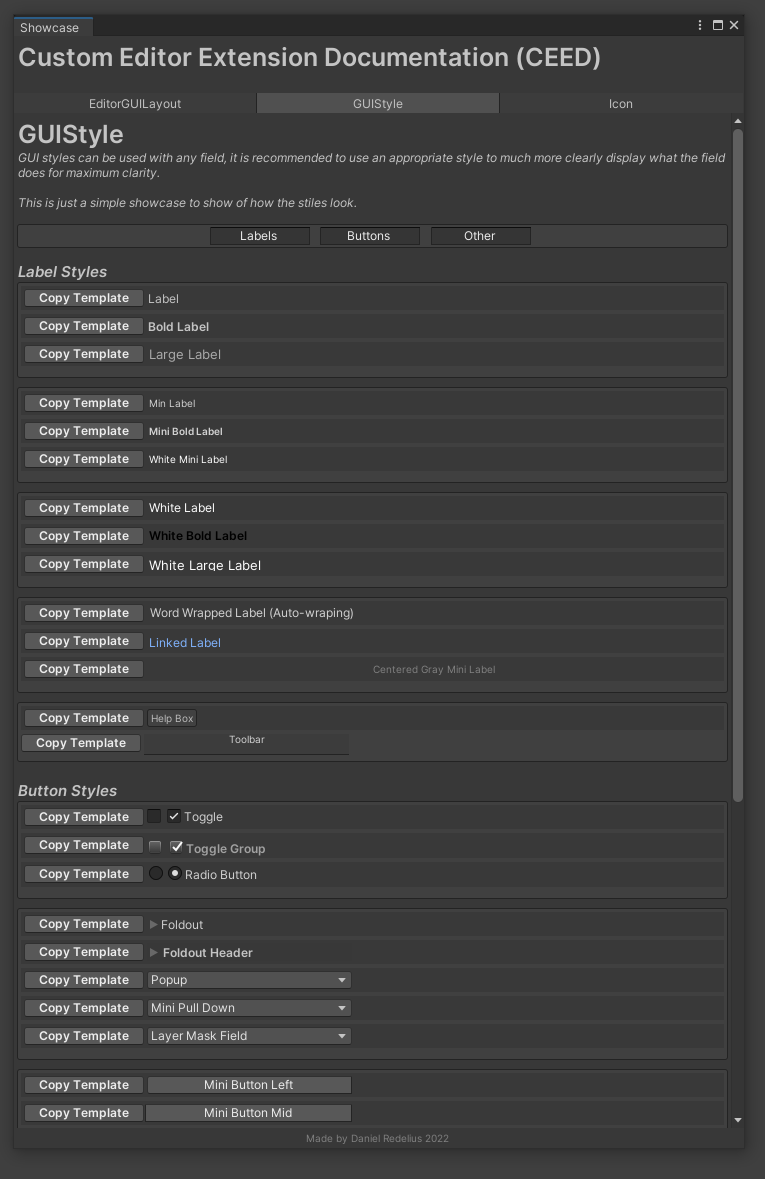 Showcase
Custom Editor Extension Documentation (CEED)
EditorGUILayout GUIStyle Icon
GUIStyle
GUI styles can be used with any field, it is recommended to use an appropriate style to much more clearly display what the field
does for maximum clarity.
This is just a simple showcase to show of how the stiles look.
Labels Buttons Other
Label Styles
Copy Template Label
Copy Template Bold Label
Copy Template Large Label
Copy Template Min Label
Copy Template Mini Bold Label
Copy Template White Mini Label
Copy Template White Label
Copy Template White Bold Label
Copy Template White Large Label
Copy Template Word Wrapped Label (Auto-wraping)
Copy Template Linked Label
Copy Template Centered Gray Mini Label
Copy Template Help Box
Copy Template Toolbar
Button Styles
Copy Template Toggle
Copy Template Toggle Group
Copy Template Radio Button
Copy Template Foldout
Copy Template Foldout Header
Copy Template Popup
Copy Template Mini Pull Down
Copy Template Layer Mask Field
Copy Template Mini Button Left
Copy Template Mini Button Mid
Made by Daniel Redelius 2022